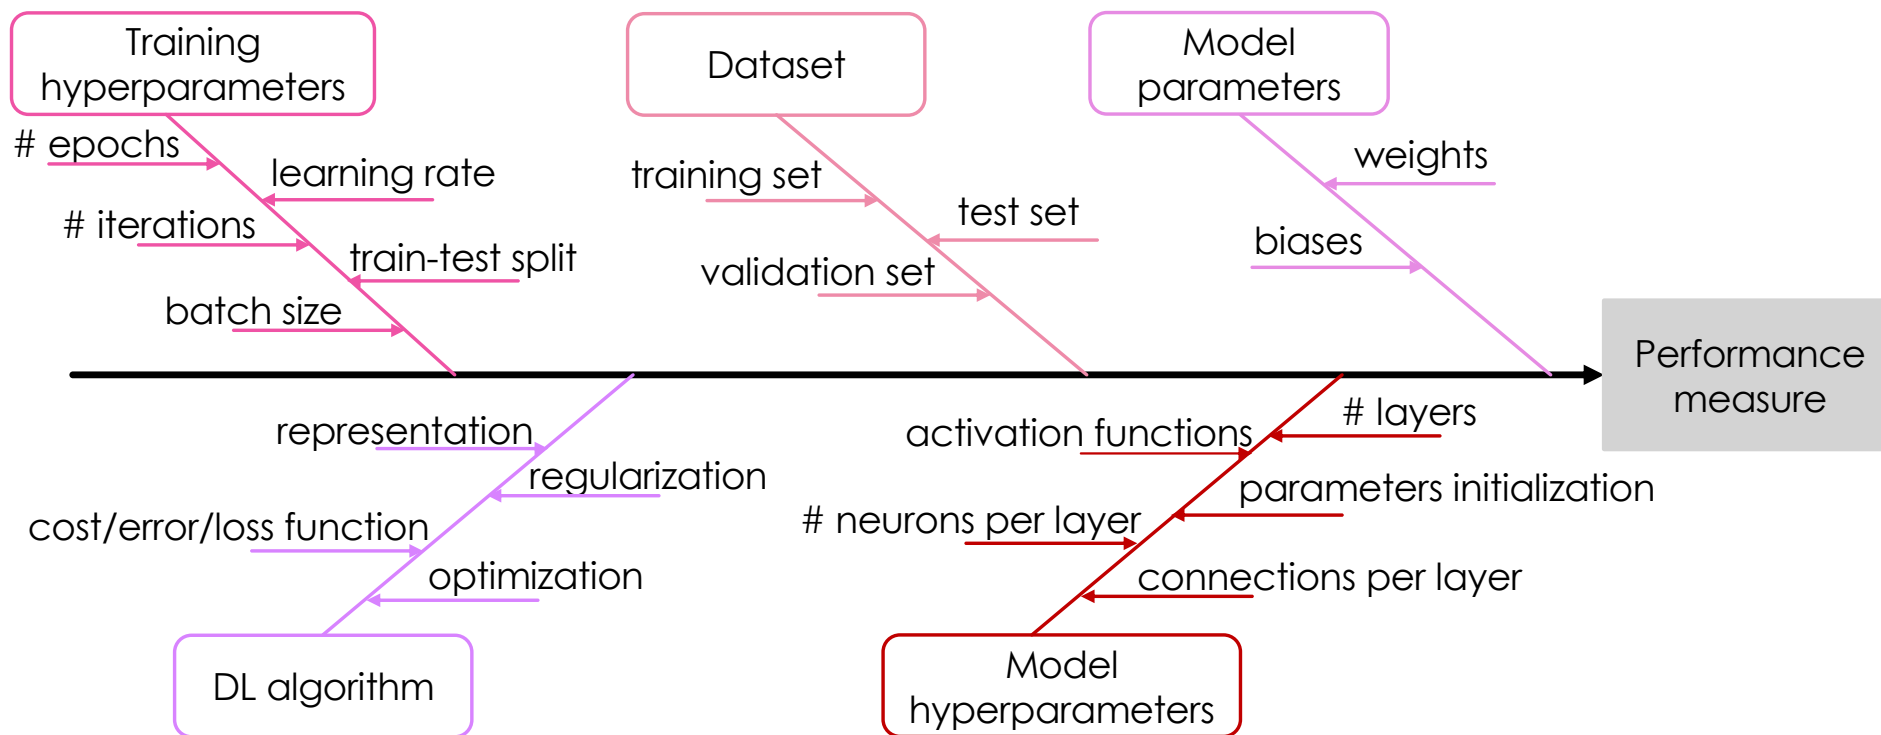 Training
hyperparameters
Dataset
Model
parameters
# epochs
learning rate
# iterations
train-test split
batch size
training set
test set
validation set
weights
biases
Performance
measure
representation
regularization
cost/error/loss function
optimization
activation functions
# layers
parameters initialization
# neurons per layer
connections per layer
DL algorithm
Model
hyperparameters